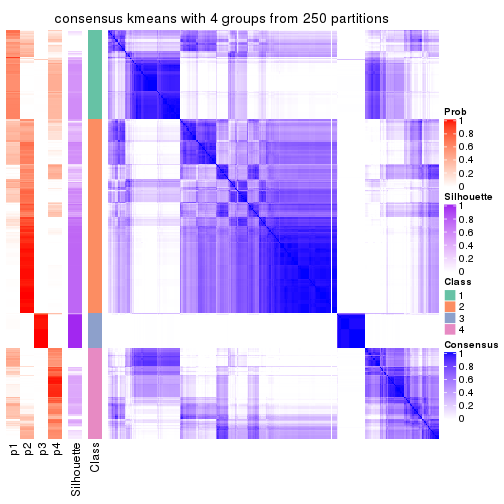 consensus kmeans with 4 groups from 250 partitions
Prob
1
0.8
0.6
0.4
0.2
0
Silhouette
1
0.8
0.6
0.4
0.2
0
Class
1
2
3
4
Consensus
1
0.8
0.6
0.4
0.2
0
p1
p2
p3
p4
Silhouette
Class